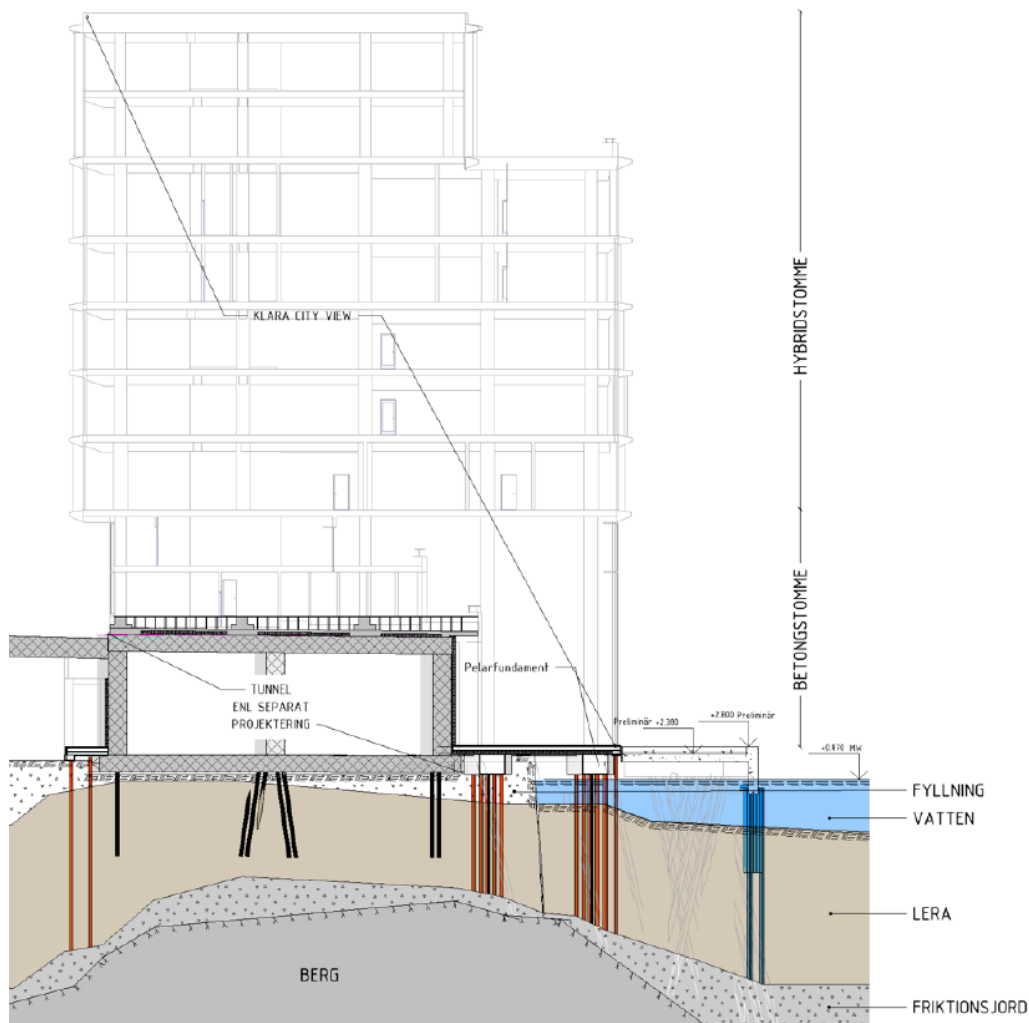 KLARA CITY VIEW
HYBRIDSTOMME
BETONGSTOMME
Pelarfundament
TUNNEL
ENL SEPARAT
PROJEKTERING
Preliminär +2.380
+2.800 Preliminär
+0.870 MW
FYLLNING
VATTEN
LERA
BERG
FRIKTIONSJORD